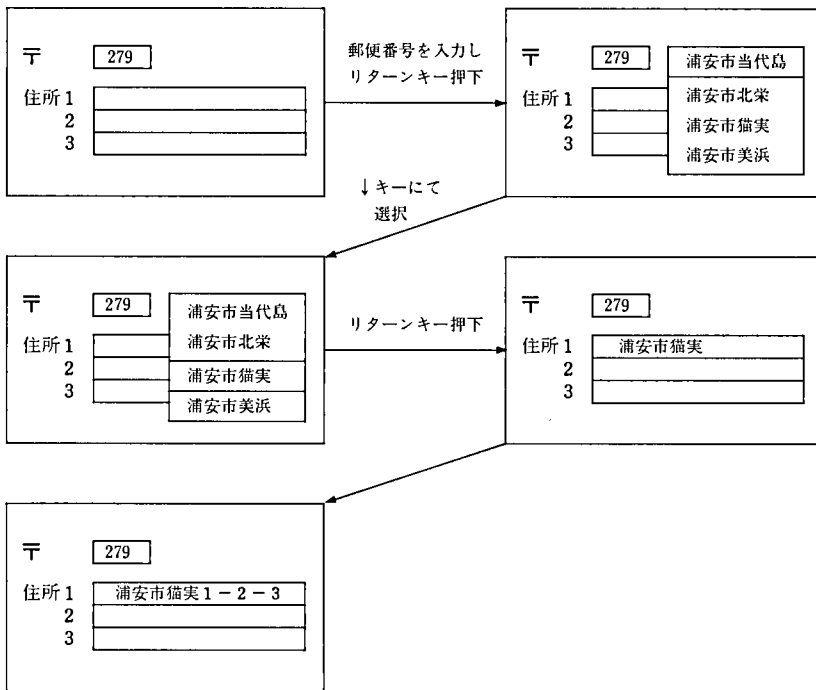 〒 279
住所 1
2
3
郵便番号を入力し
リターンキー押下
〒 279
住所 1
2
3
浦安市当代島
浦安市北栄
浦安市猫実
浦安市美浜
↓キーにて
選択
〒 279
住所 1
2
3
浦安市当代島
浦安市北栄
浦安市猫実
浦安市美浜
リターンキー押下
〒 279
住所 1 浦安市猫実
2
3
〒 279
住所 1 浦安市猫実1-2-3
2
3